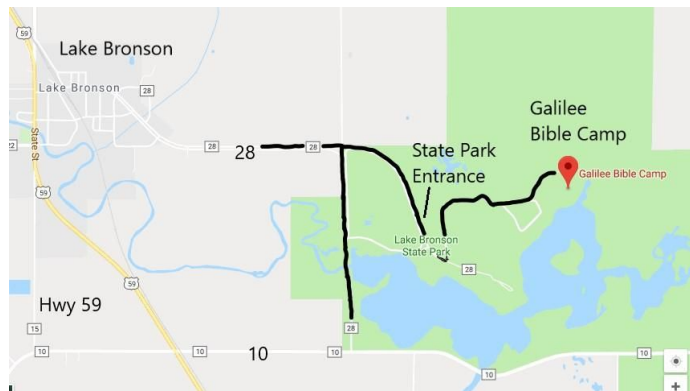 59
Lake Bronson
Lake Bronson
28
State St
28
28
28
59
State Park
Entrance
Galilee
Bible Camp
Galilee Bible Camp
Lake Bronson
State Park
28
59
Hwy 59
15
28
10
10
10
10
10
+